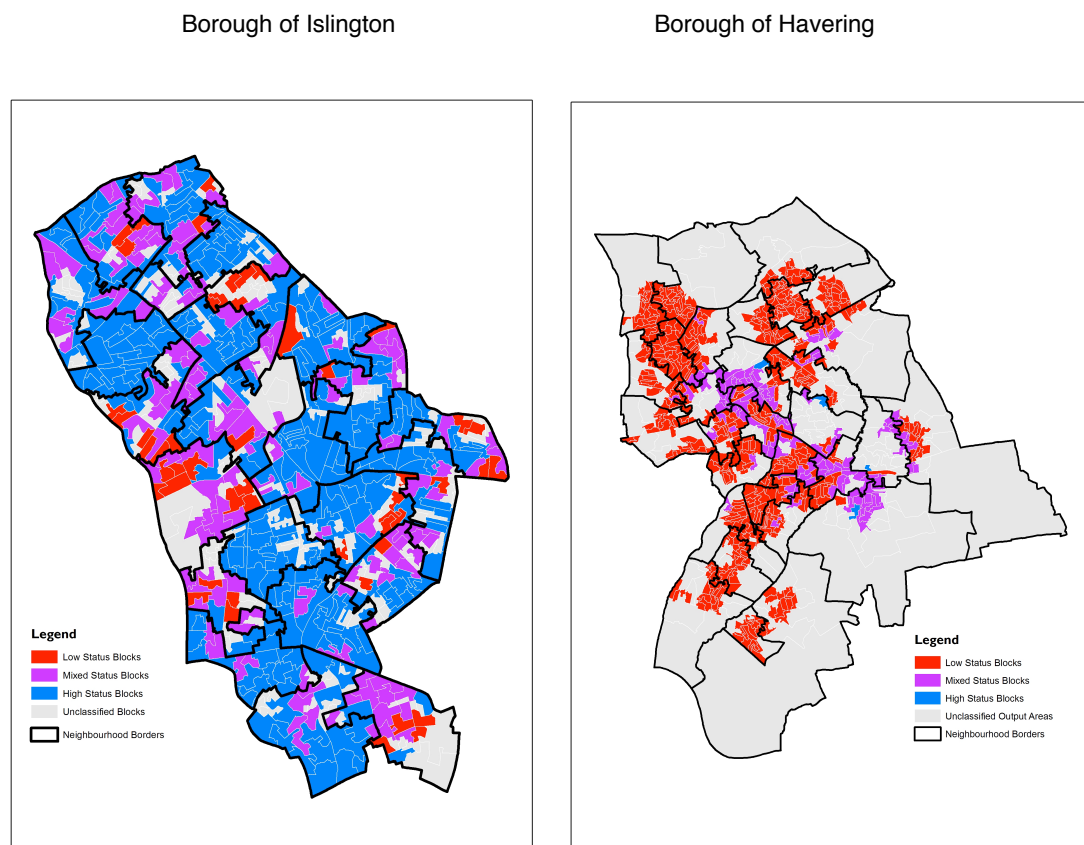 Borough of Islington
Borough of Havering
Legend
Low Status Blocks
Mixed Status Blocks
High Status Blocks
Unclassified Blocks
Neighbourhood Borders
Legend
Low Status Blocks
Mixed Status Blocks
High Status Blocks
Unclassified Output Areas
Neighbourhood Borders